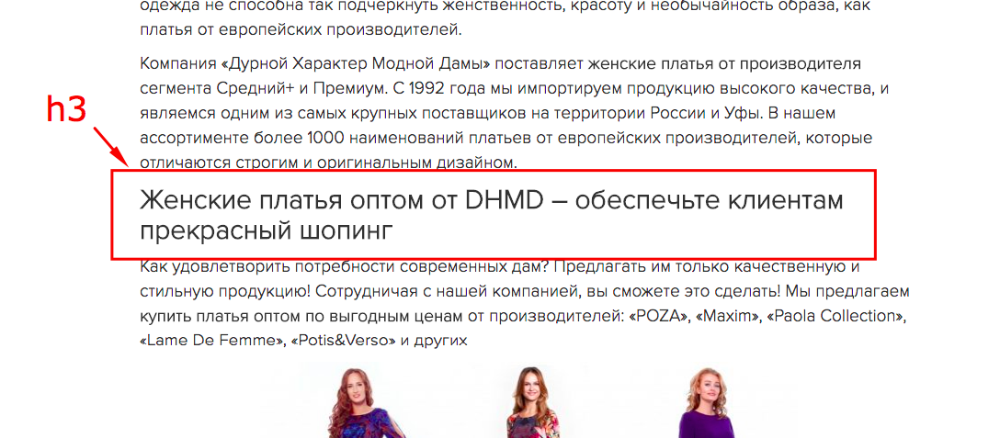 одежда не способна так подчеркнуть женственность, красоту и необычайность образа, как
платья от европейских производителей.
Компания «Дурной Характер Модной Дамы» поставляет женские платья от производителя
сегмента Средний+ и Премиум. С 1992 года мы импортируем продукцию высокого качества, и
являемся одним из самых крупных поставщиков на территории России и Уфы. В нашем
ассортименте более 1000 наименований платьев от европейских производителей, которые
отличаются строгим и оригинальным дизайном.
h3
Женские платья оптом от DHMD – обеспечьте клиентам
прекрасный шопинг
Как удовлетворить потребности современных дам? Предлагать им только качественную и
стильную продукцию! Сотрудничая с нашей компанией, вы сможете это сделать! Мы предлагаем
купить платья оптом по выгодным ценам от производителей: «POZA», «Maxim», «Paola Collection»,
«Lame De Femme», «Potis&Verso» и других